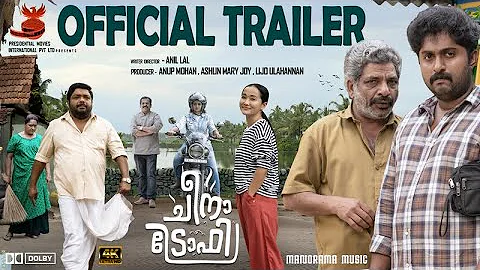 OFFICIAL TRAILER
PRESIDENTIAL MOVIES
INTERNATIONAL PVT LTD PRESENTS
WRITER DIRECTOR - ANIL LAL
PRODUCER - ANUP MOHAN , ASHLIN MARY JOY , LIJO ULAHANNAN
ചീനാ
ട്രോഫി
DOLBY
4K
MANORAMA MUSIC